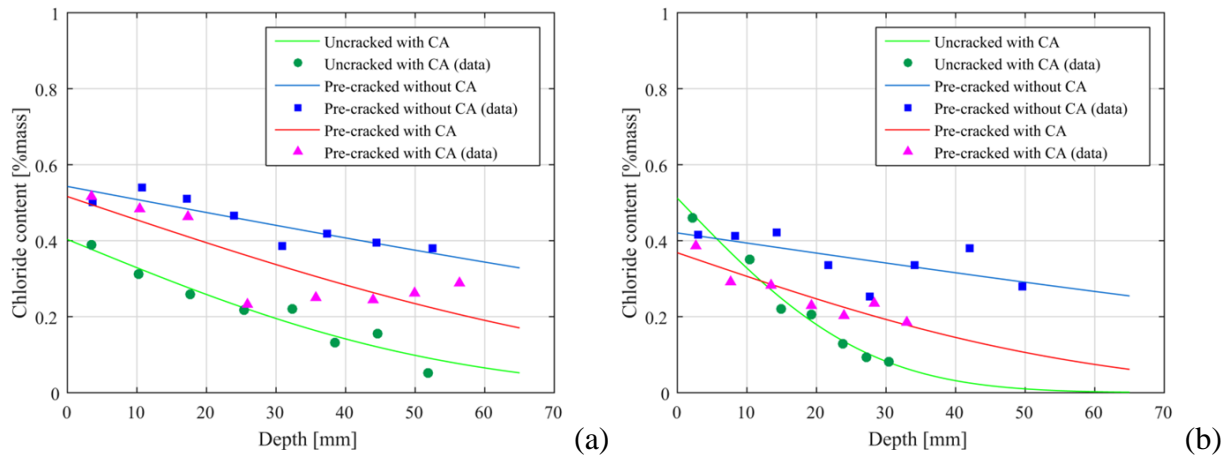 1
0.8
0.6
0.4
0.2
0
Chloride content [%mass]
0 10 20 30 40 50 60 70
Depth [mm]
Uncracked with CA
Uncracked with CA (data)
Pre-cracked without CA
Pre-cracked without CA (data)
Pre-cracked with CA
Pre-cracked with CA (data)
(a)
1
0.8
0.6
0.4
0.2
0
Chloride content [%mass]
0 10 20 30 40 50 60 70
Depth [mm]
Uncracked with CA
Uncracked with CA (data)
Pre-cracked without CA
Pre-cracked without CA (data)
Pre-cracked with CA
Pre-cracked with CA (data)
(b)